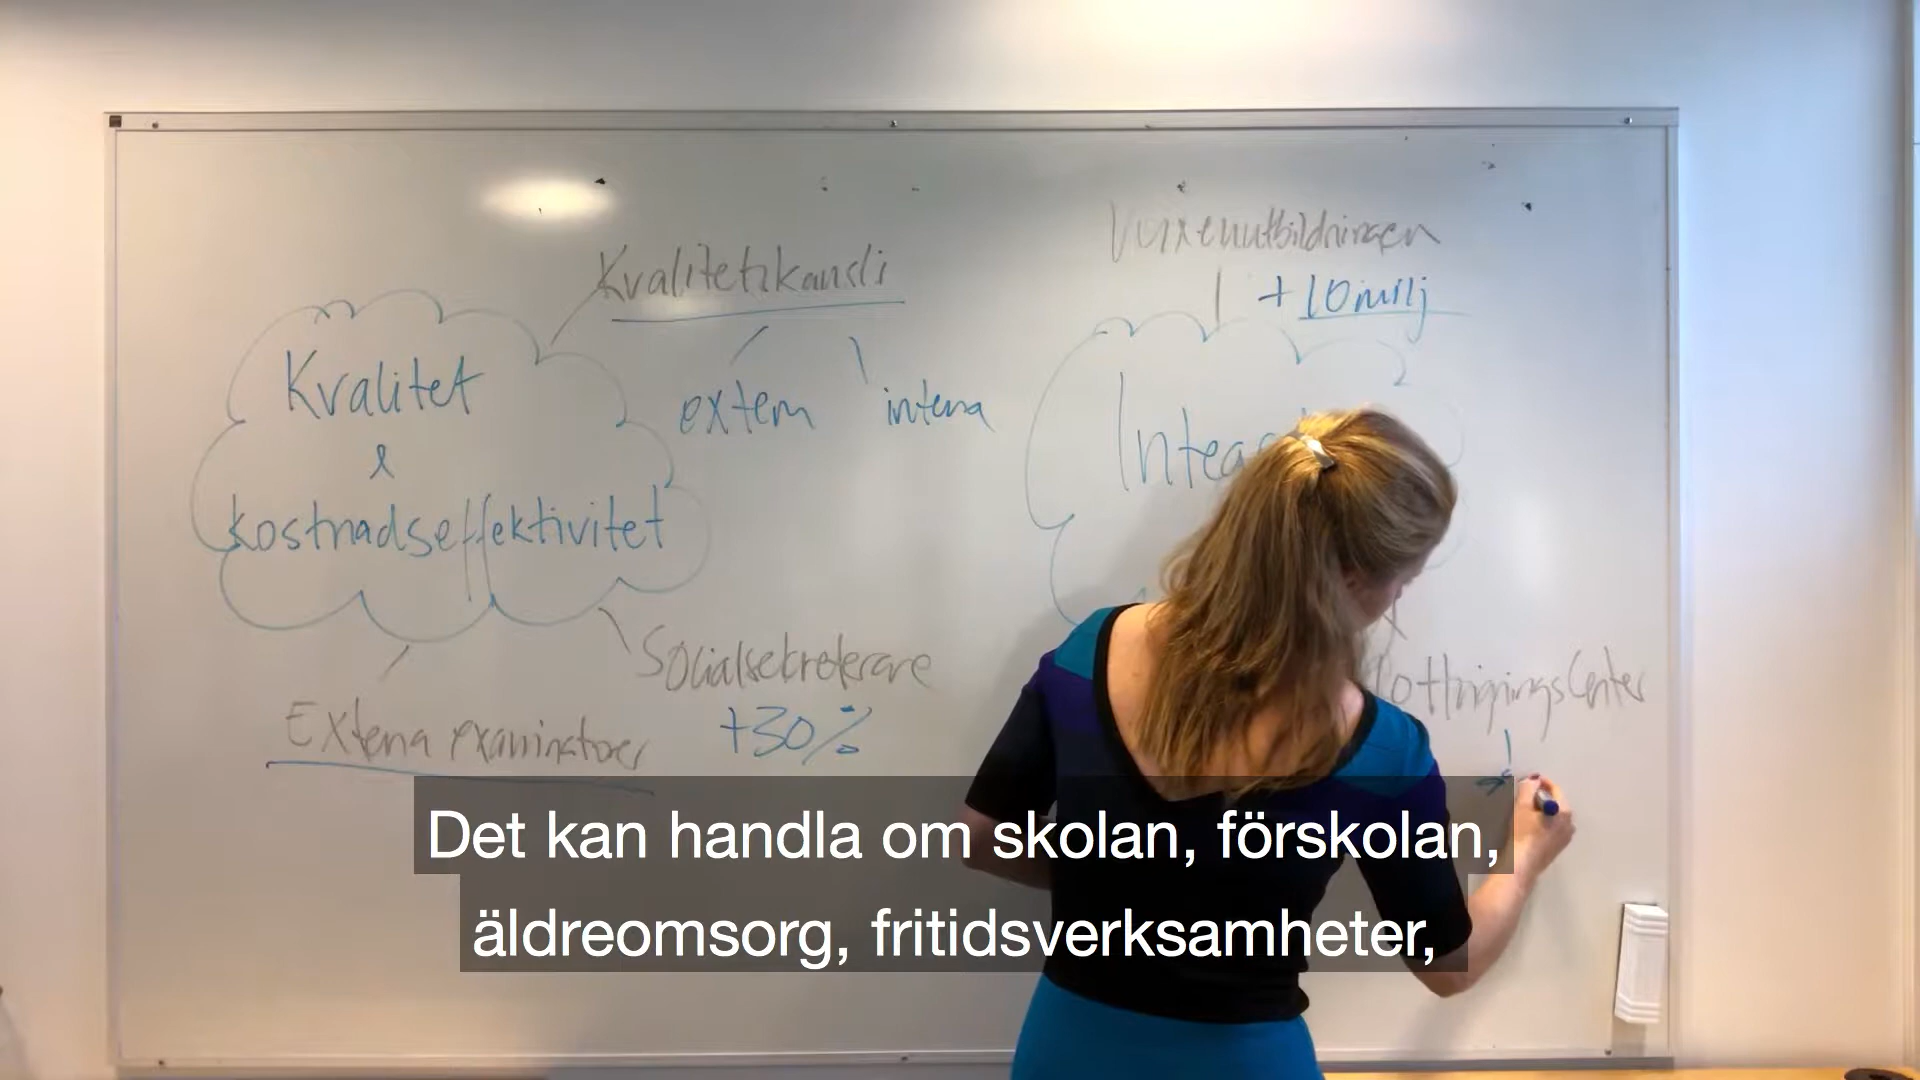 Kvalitetskansli
extern
interna
Kvalitet
&
kostnadseffektivitet
Socialsekreterare
+30%
Externa examinatorer
Vuxenutbildningen
+10milj
Center
Det kan handla om skolan, förskolan,
äldreomsorg, fritidsverksamheter,